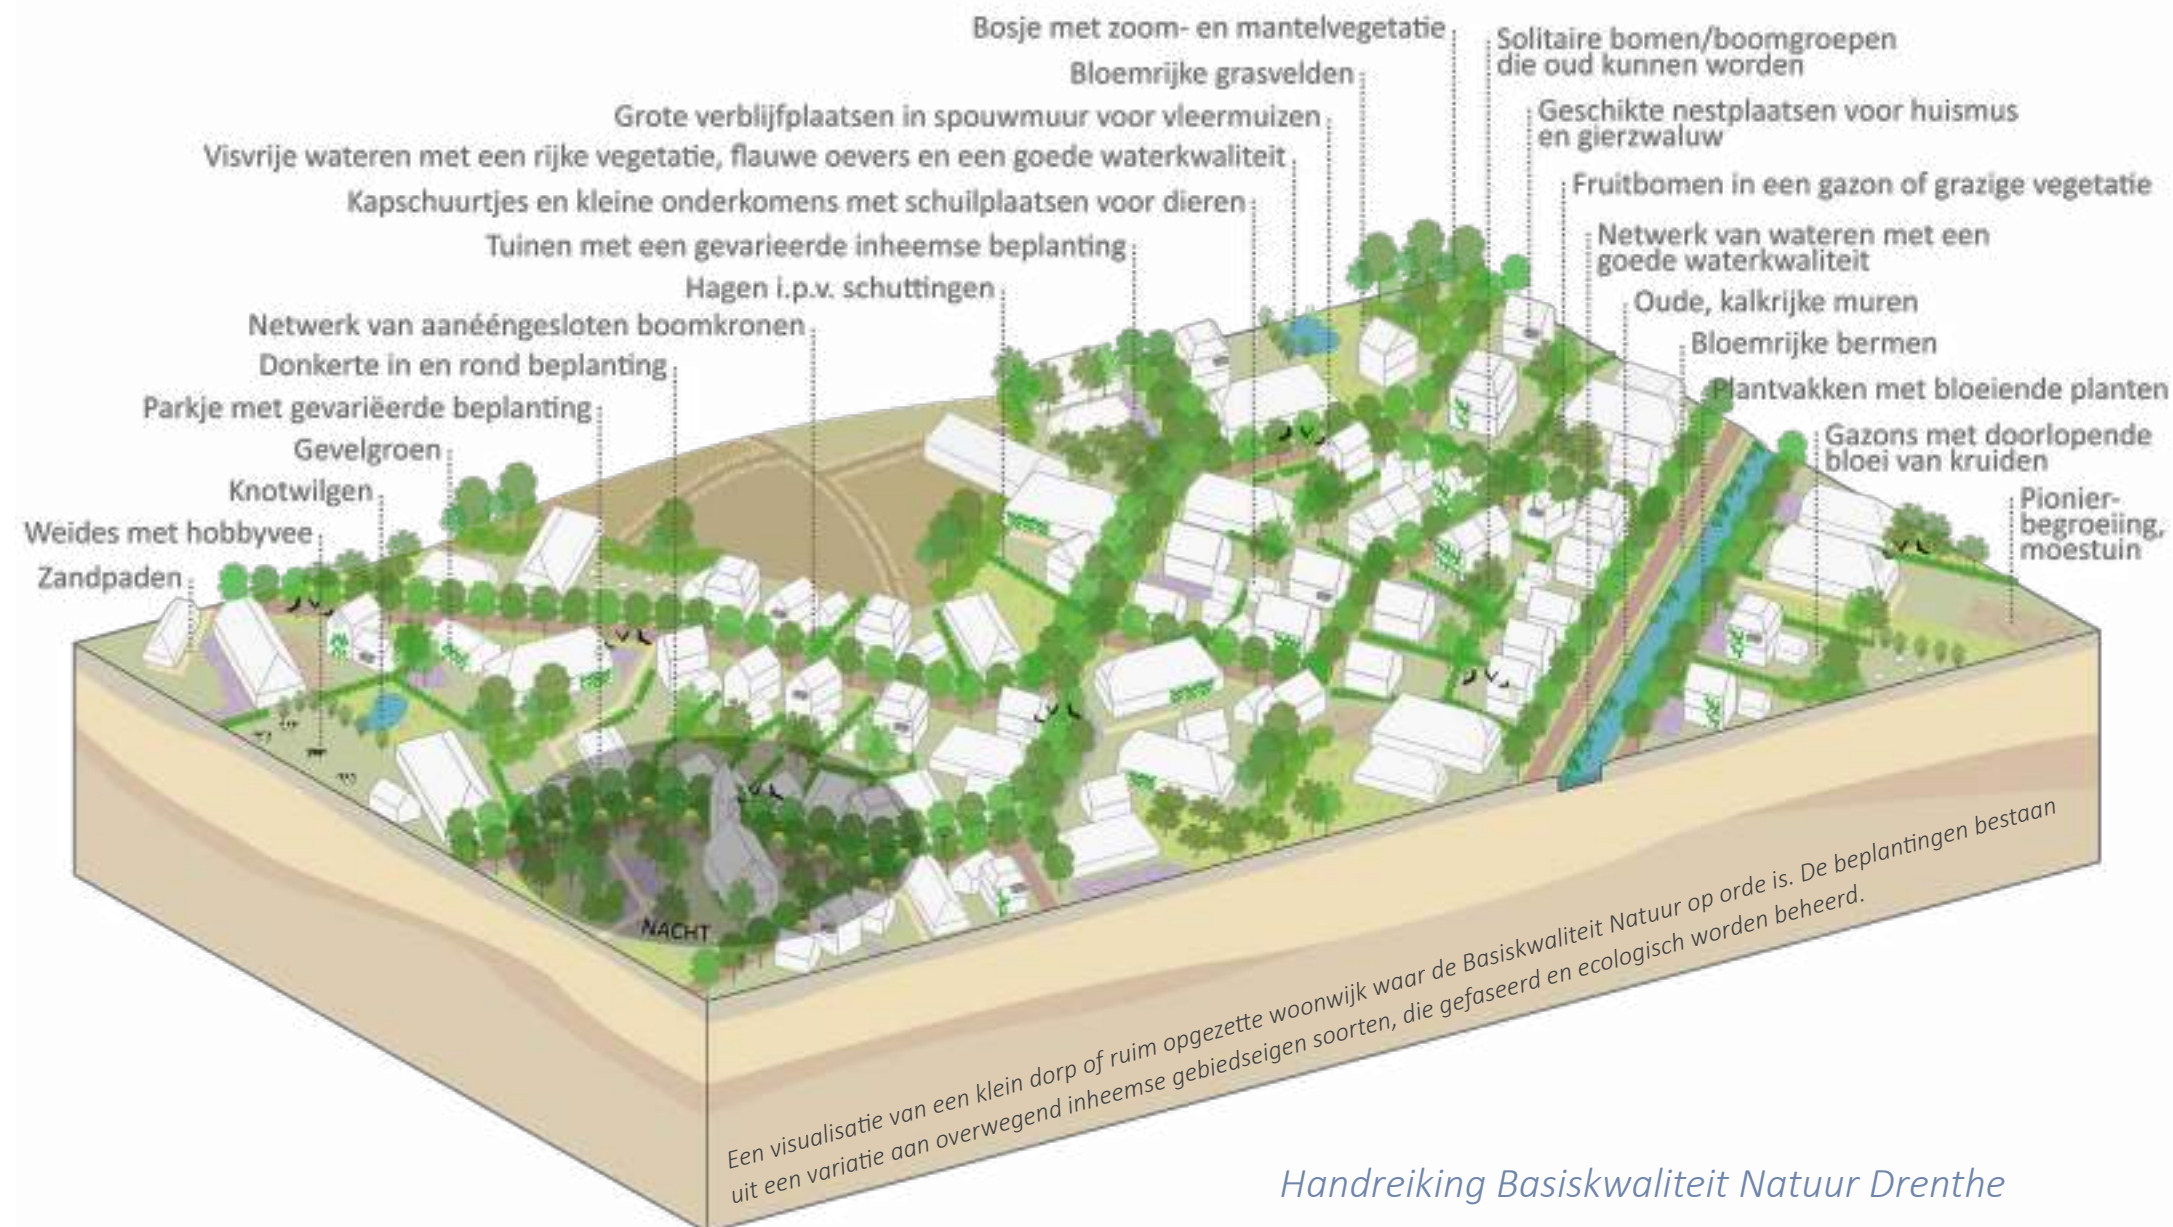 Bosje met zoom- en mantelvegetatie
Bloemrijke grasvelden
Grote verblijfplaatsen in spouwmuur voor vleermuizen
Visvrije wateren met een rijke vegetatie, flauwe oevers en een goede waterkwaliteit
Kapschuurtjes en kleine onderkomens met schuilplaatsen voor dieren
Tuinen met een gevarieerde inheemse beplanting
Hagen i.p.v. schuttingen
Netwerk van aanééngesloten boomkronen
Donkerte in en rond beplanting
Parkje met gevariëerde beplanting
Gevelgroen
Knotwilgen
Weides met hobbyvee
Zandpaden
Solitaire bomen/boomgroepen
die oud kunnen worden
Geschikte nestplaatsen voor huismus
en gierzwaluw
Fruitbomen in een gazon of grazige vegetatie
Netwerk van wateren met een
goede waterkwaliteit
Oude, kalkrijke muren
Bloemrijke bermen
Plantvakken met bloeiende planten
Gazons met doorlopende
bloei van kruiden
Pionier-
begroeiing,
moestuin
NACHT
Een visualisatie van een klein dorp of ruim opgezette woonwijk waar de Basiskwaliteit Natuur op orde is. De beplantingen bestaan
uit een variatie aan overwegend inheemse gebiedseigen soorten, die gefaseerd en ecologisch worden beheerd.
Handreiking Basiskwaliteit Natuur Drenthe